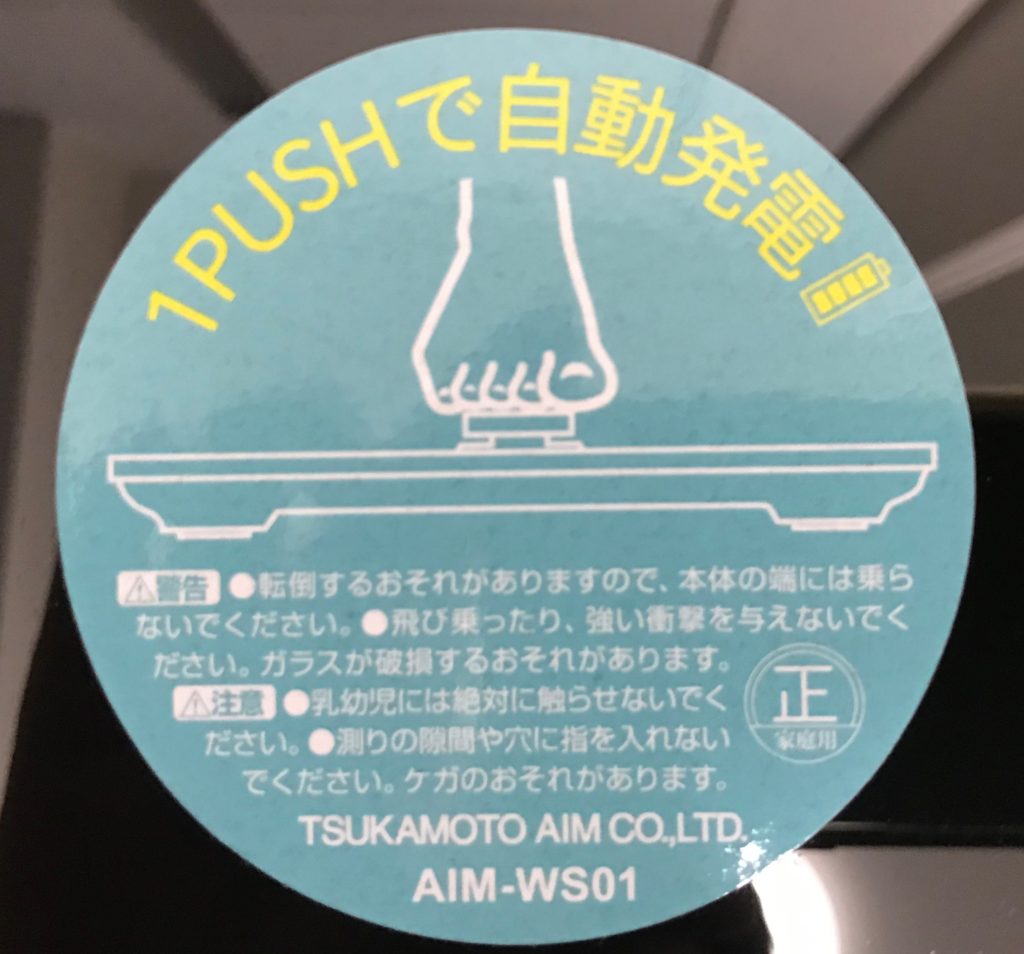 1PUSHで自動発電
⚠警告 ●転倒するおそれがありますので、本体の端には乗ら
ないでください。●飛び乗ったり、強い衝撃を与えないでく
ださい。ガラスが破損するおそれがあります。
⚠注意 ●乳幼児には絶対に触らせないでく
ださい。●測りの隙間や穴に指を入れない
でください。ケガのおそれがあります。
正
家庭用
TSUKAMOTO AIM CO.,LTD.
AIM-WS01